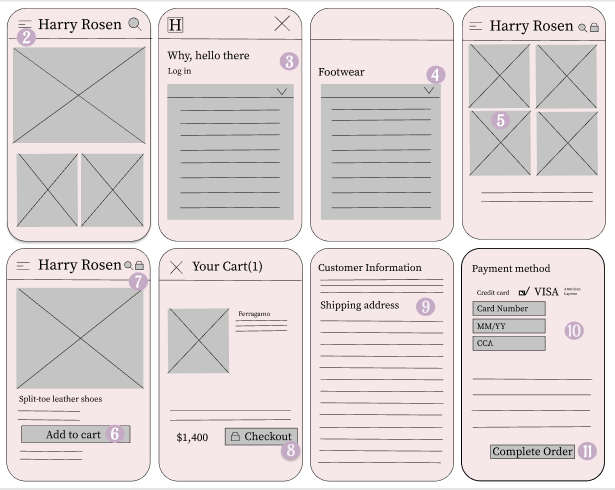 Harry Rosen
2
H
Why, hello there
3
Log in
Footwear
4
Harry Rosen
5
Harry Rosen
7
Split-toe leather shoes
Add to cart 6
Your Cart(1)
Ferragamo
$1,400 Checkout
8
Customer Information
Shipping address 9
Payment method
Credit card VISA American Express
Card Number
MM/YY 10
CCA
Complete Order 11